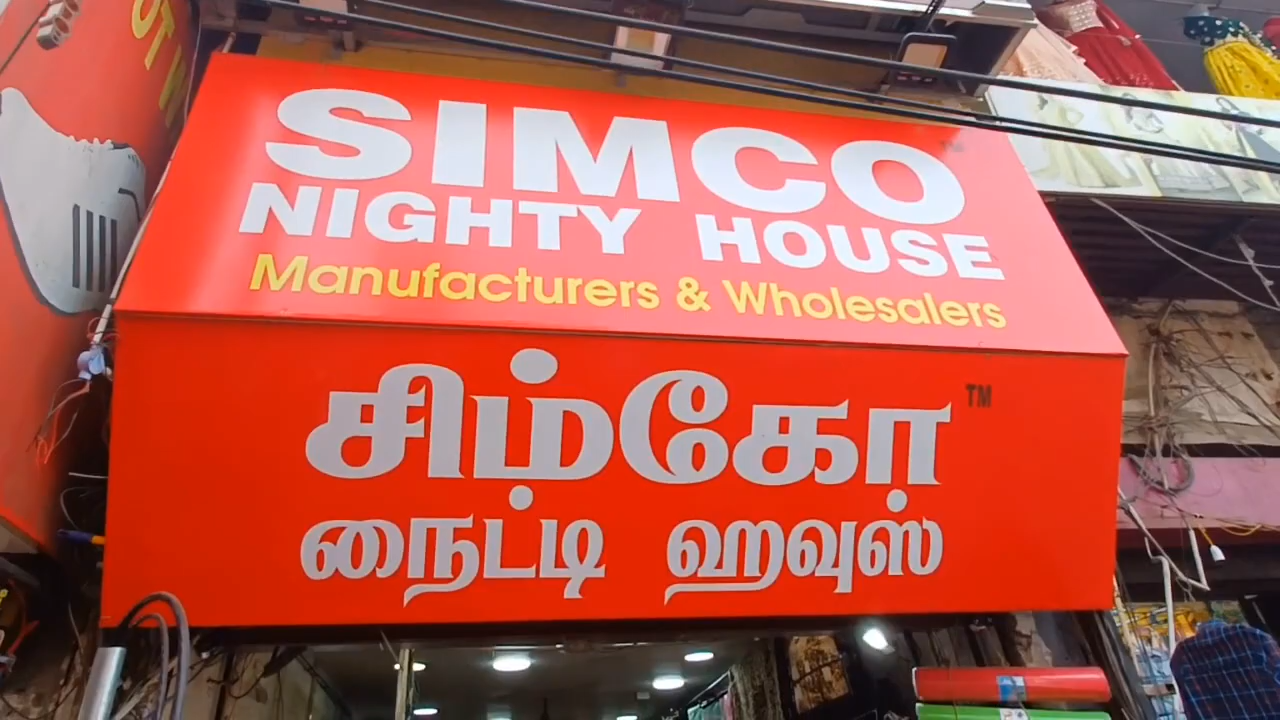 SIMCO
NIGHTY HOUSE
Manufacturers & Wholesalers
சிம்கோ ™
நைட்டி ஹவுஸ்